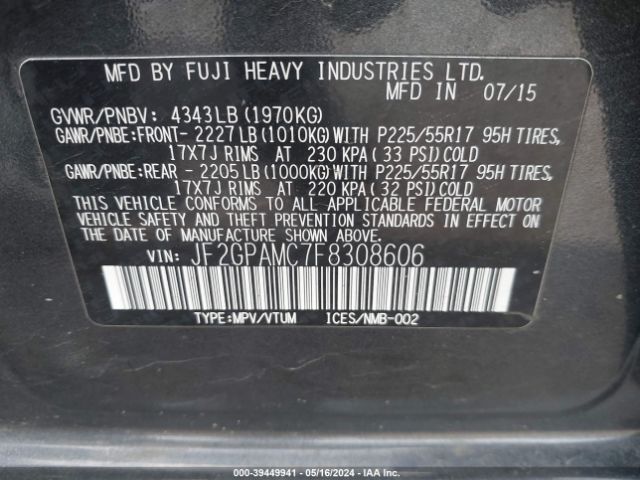 MFD BY FUJI HEAVY INDUSTRIES LTD.
MFD IN 07/15
GVWR/PNBV: 4343LB(1970KG)
GAWR/PNBE:FRONT- 2227LB(1010KG)WITH P225/55R17 95H TIRES,
17X7J RIMS AT 230 KPA(33 PSI)COLD
GAWR/PNBE:REAR - 2205LB(1000KG)WITH P225/55R17 95H TIRES,
17X7J RIMS AT 220 KPA(32 PSI)COLD
THIS VEHICLE CONFORMS TO ALL APPLICABLE FEDERAL MOTOR
VEHICLE SAFETY AND THEFT PREVENTION STANDARDS IN EFFECT ON
THE DATE OF MANUFACTURE SHOWN ABOVE.
VIN: JF2GPAMC7F8308606
TYPE:MPV/VTUM ICES/NMB-002
000-39449941 - 05/16/2024 - IAA Inc.